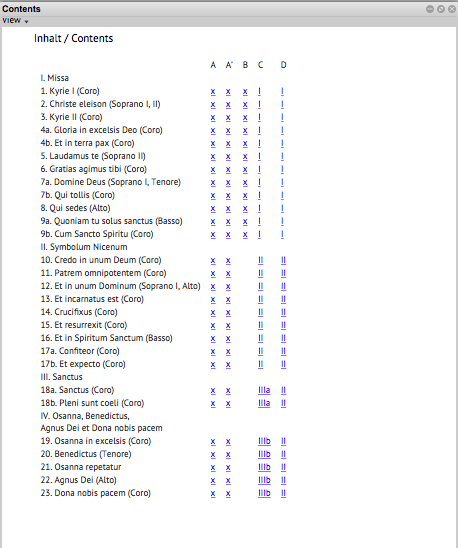 Contents
View
Inhalt / Contents
A A' B C D
I. Missa
1. Kyrie I (Coro) x x x I I
2. Christe eleison (Soprano I, II) x x x I I
3. Kyrie II (Coro) x x x I I
4a. Gloria in excelsis Deo (Coro) x x x I I
4b. Et in terra pax (Coro) x x x I I
5. Laudamus te (Soprano II) x x x I I
6. Gratias agimus tibi (Coro) x x x I I
7a. Domine Deus (Soprano I, Tenore) x x x I I
7b. Qui tollis (Coro) x x x I I
8. Qui sedes (Alto) x x x I I
9a. Quoniam tu solus sanctus (Basso) x x x I I
9b. Cum Sancto Spiritu (Coro) x x x I I
II. Symbolum Nicenum
10. Credo in unum Deum (Coro) x x II II
11. Patrem omnipotentem (Coro) x x II II
12. Et in unum Dominum (Soprano I, Alto) x x II II
13. Et incarnatus est (Coro) x x II II
14. Crucifixus (Coro) x x II II
15. Et resurrexit (Coro) x x II II
16. Et in Spiritum Sanctum (Basso) x x II II
17a. Confiteor (Coro) x x II II
17b. Et expecto (Coro) x x II II
III. Sanctus
18a. Sanctus (Coro) x x IIIa II
18b. Pleni sunt coeli (Coro) x x IIIa II
IV. Osanna, Benedictus,
Agnus Dei et Dona nobis pacem
19. Osanna in excelsis (Coro) x x IIIb II
20. Benedictus (Tenore) x x IIIb II
21. Osanna repetatur x x IIIb II
22. Agnus Dei (Alto) x x IIIb II
23. Dona nobis pacem (Coro) x x IIIb II